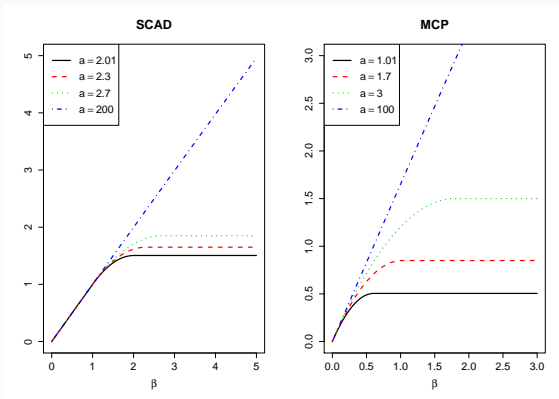 SCAD
a = 2.01
a = 2.3
a = 2.7
a = 200
5
4
3
2
1
0
0 1 2 3 4 5
β
MCP
a = 1.01
a = 1.7
a = 3
a = 100
3.0
2.5
2.0
1.5
1.0
0.5
0.0
0.0 0.5 1.0 1.5 2.0 2.5 3.0
β